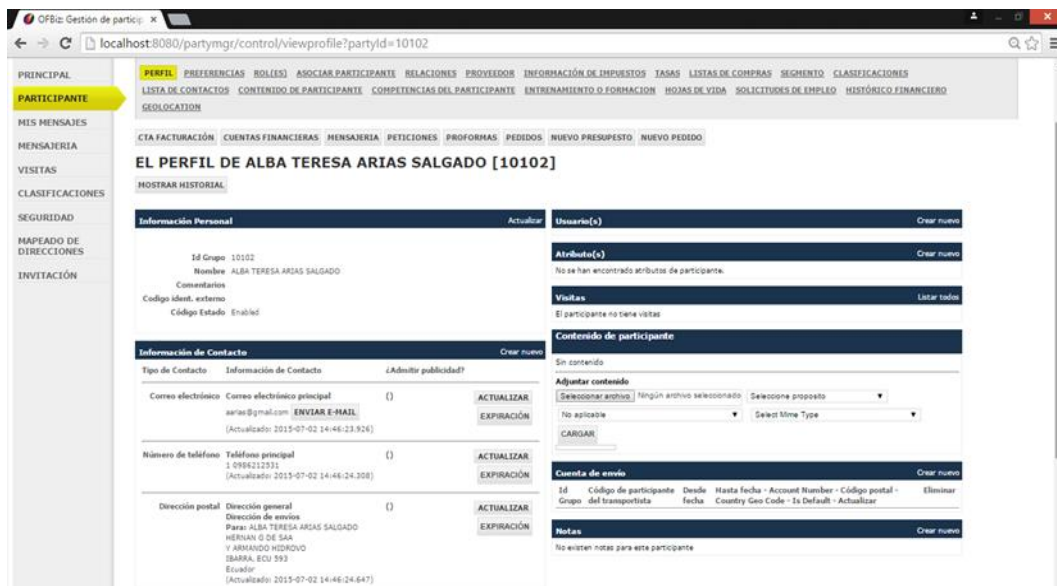 OFBiz: Gestión de particip
localhost:8080/partymgr/control/viewprofile?partyId=10102
PRINCIPAL
PARTICIPANTE
MIS MENSAJES
MENSAJERIA
VISITAS
CLASIFICACIONES
SEGURIDAD
MAPEADO DE
DIRECCIONES
INVITACIÓN
PERFIL PREFERENCIAS ROL(ES) ASOCIAR PARTICIPANTE RELACIONES PROVEEDOR INFORMACIÓN DE IMPUESTOS TASAS LISTAS DE COMPRAS SEGMENTO CLASIFICACIONES
LISTA DE CONTACTOS CONTENIDO DE PARTICIPANTE COMPETENCIAS DEL PARTICIPANTE ENTRENAMIENTO O FORMACION HOJAS DE VIDA SOLICITUDES DE EMPLEO HISTÓRICO FINANCIERO
GEOLOCATION
CTA FACTURACIÓN CUENTAS FINANCIERAS MENSAJERIA PETICIONES PROFORMAS PEDIDOS NUEVO PRESUPESTO NUEVO PEDIDO
EL PERFIL DE ALBA TERESA ARIAS SALGADO [10102]
MOSTRAR HISTORIAL
Información Personal Actualizar
Id Grupo 10102
Nombre ALBA TERESA ARIAS SALGADO
Comentarios
Codigo ident. externo
Código Estado Enabled
Información de Contacto Crear nuevo
Tipo de Contacto Información de Contacto ¿Admitir publicidad?
Correo electrónico Correo electrónico principal () ACTUALIZAR
aarias@gmail.com ENVIAR E-MAIL EXPIRACIÓN
(Actualizado: 2015-07-02 14:46:23.926)
Número de teléfono Teléfono principal () ACTUALIZAR
1 0986212531
(Actualizado: 2015-07-02 14:46:24.308) EXPIRACIÓN
Dirección postal Dirección general () ACTUALIZAR
Dirección de envios
Para: ALBA TERESA ARIAS SALGADO EXPIRACIÓN
HERNAN G DE SAA
Y ARMANDO HIDROVO
IBARRA, ECU 593
Ecuador
(Actualizado: 2015-07-02 14:46:24.647)
Usuario(s) Crear nuevo
Atributo(s) Crear nuevo
No se han encontrado atributos de participante.
Visitas Listar todos
El participante no tiene visitas
Contenido de participante
Sin contenido
Adjuntar contenido
Seleccionar archivo Ningún archivo seleccionado Seleccione proposito
No aplicable Select Mime Type
CARGAR
Cuenta de envío Crear nuevo
Id Código de participante Desde Hasta fecha - Account Number - Código postal - Eliminar
Grupo del transportista fecha Country Geo Code - Is Default - Actualizar
Notas Crear nuevo
No existen notas para este participante